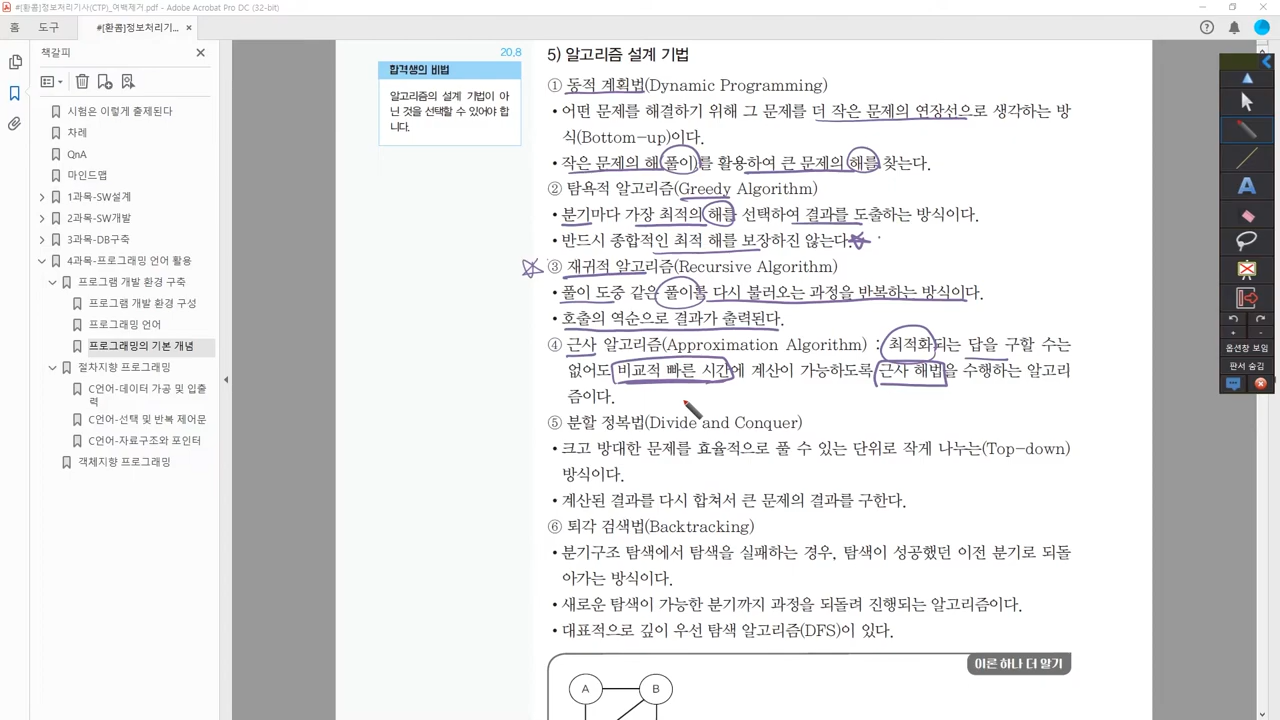 #[환콤]정보처리기사(CTP)_여백제거.pdf - Adobe Acrobat Pro DC (32-bit)
홈
도구
#[환콤]정보처리기...
책갈피
시험은 이렇게 출제된다
차례
QnA
마인드맵
1과목-SW설계
2과목-SW개발
3과목-DB구축
4과목-프로그래밍 언어 활용
프로그램 개발 환경 구축
프로그램 개발 환경 구성
프로그래밍 언어
프로그래밍의 기본 개념
절차지향 프로그래밍
C언어-데이터 가공 및 입출
력
C언어-선택 및 반복 제어문
C언어-자료구조와 포인터
객체지향 프로그래밍
20.8
합격생의 비법
알고리즘의 설계 기법이 아
닌 것을 선택할 수 있어야 합
니다.
5) 알고리즘 설계 기법
① 동적 계획법(Dynamic Programming)
• 어떤 문제를 해결하기 위해 그 문제를 더 작은 문제의 연장선으로 생각하는 방
식(Bottom-up)이다.
• 작은 문제의 해(풀이)를 활용하여 큰 문제의 해를 찾는다.
② 탐욕적 알고리즘(Greedy Algorithm)
• 분기마다 가장 최적의 해를 선택하여 결과를 도출하는 방식이다.
• 반드시 종합적인 최적 해를 보장하진 않는다.
③ 재귀적 알고리즘(Recursive Algorithm)
• 풀이 도중 같은 풀이를 다시 불러오는 과정을 반복하는 방식이다.
• 호출의 역순으로 결과가 출력된다.
④ 근사 알고리즘(Approximation Algorithm) : 최적화되는 답을 구할 수는
없어도 비교적 빠른 시간에 계산이 가능하도록 근사 해법을 수행하는 알고리
즘이다.
⑤ 분할 정복법(Divide and Conquer)
• 크고 방대한 문제를 효율적으로 풀 수 있는 단위로 작게 나누는(Top-down)
방식이다.
• 계산된 결과를 다시 합쳐서 큰 문제의 결과를 구한다.
⑥ 퇴각 검색법(Backtracking)
• 분기구조 탐색에서 탐색을 실패하는 경우, 탐색이 성공했던 이전 분기로 되돌
아가는 방식이다.
• 새로운 탐색이 가능한 분기까지 과정을 되돌려 진행되는 알고리즘이다.
• 대표적으로 깊이 우선 탐색 알고리즘(DFS)이 있다.
이론 하나 더 알기
A
B
A
옵션창 보임
판서 숨김